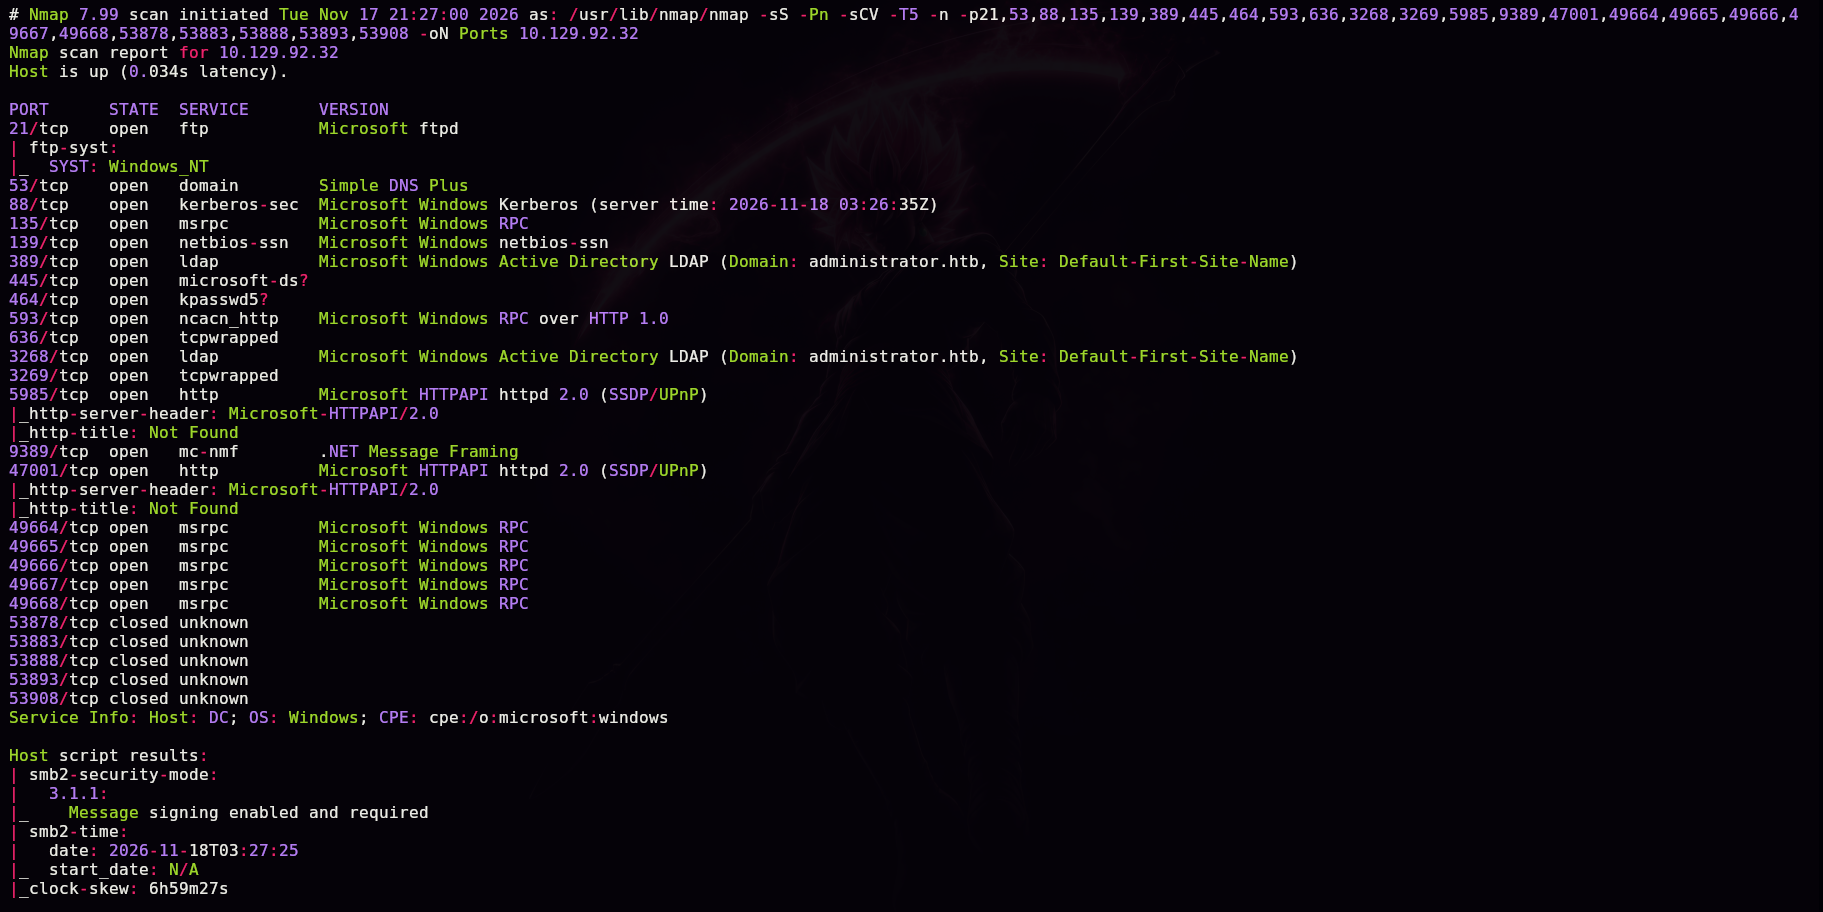 # Nmap 7.99 scan initiated Tue Nov 17 21:27:00 2026 as: /usr/lib/nmap/nmap -sS -Pn -sCV -T5 -n -p21,53,88,135,139,389,445,464,593,636,3268,3269,5985,9389,47001,49664,49665,49666,4
9667,49668,53878,53883,53888,53893,53908 -oN Ports 10.129.92.32
Nmap scan report for 10.129.92.32
Host is up (0.034s latency).

PORT      STATE  SERVICE       VERSION
21/tcp    open   ftp           Microsoft ftpd
| ftp-syst:
|_  SYST: Windows_NT
53/tcp    open   domain        Simple DNS Plus
88/tcp    open   kerberos-sec  Microsoft Windows Kerberos (server time: 2026-11-18 03:26:35Z)
135/tcp   open   msrpc         Microsoft Windows RPC
139/tcp   open   netbios-ssn   Microsoft Windows netbios-ssn
389/tcp   open   ldap          Microsoft Windows Active Directory LDAP (Domain: administrator.htb, Site: Default-First-Site-Name)
445/tcp   open   microsoft-ds?
464/tcp   open   kpasswd5?
593/tcp   open   ncacn_http    Microsoft Windows RPC over HTTP 1.0
636/tcp   open   tcpwrapped
3268/tcp  open   ldap          Microsoft Windows Active Directory LDAP (Domain: administrator.htb, Site: Default-First-Site-Name)
3269/tcp  open   tcpwrapped
5985/tcp  open   http          Microsoft HTTPAPI httpd 2.0 (SSDP/UPnP)
|_http-server-header: Microsoft-HTTPAPI/2.0
|_http-title: Not Found
9389/tcp  open   mc-nmf        .NET Message Framing
47001/tcp open   http          Microsoft HTTPAPI httpd 2.0 (SSDP/UPnP)
|_http-server-header: Microsoft-HTTPAPI/2.0
|_http-title: Not Found
49664/tcp open   msrpc         Microsoft Windows RPC
49665/tcp open   msrpc         Microsoft Windows RPC
49666/tcp open   msrpc         Microsoft Windows RPC
49667/tcp open   msrpc         Microsoft Windows RPC
49668/tcp open   msrpc         Microsoft Windows RPC
53878/tcp closed unknown
53883/tcp closed unknown
53888/tcp closed unknown
53893/tcp closed unknown
53908/tcp closed unknown
Service Info: Host: DC; OS: Windows; CPE: cpe:/o:microsoft:windows

Host script results:
| smb2-security-mode:
|   3.1.1:
|_    Message signing enabled and required
| smb2-time:
|   date: 2026-11-18T03:27:25
|_  start_date: N/A
|_clock-skew: 6h59m27s